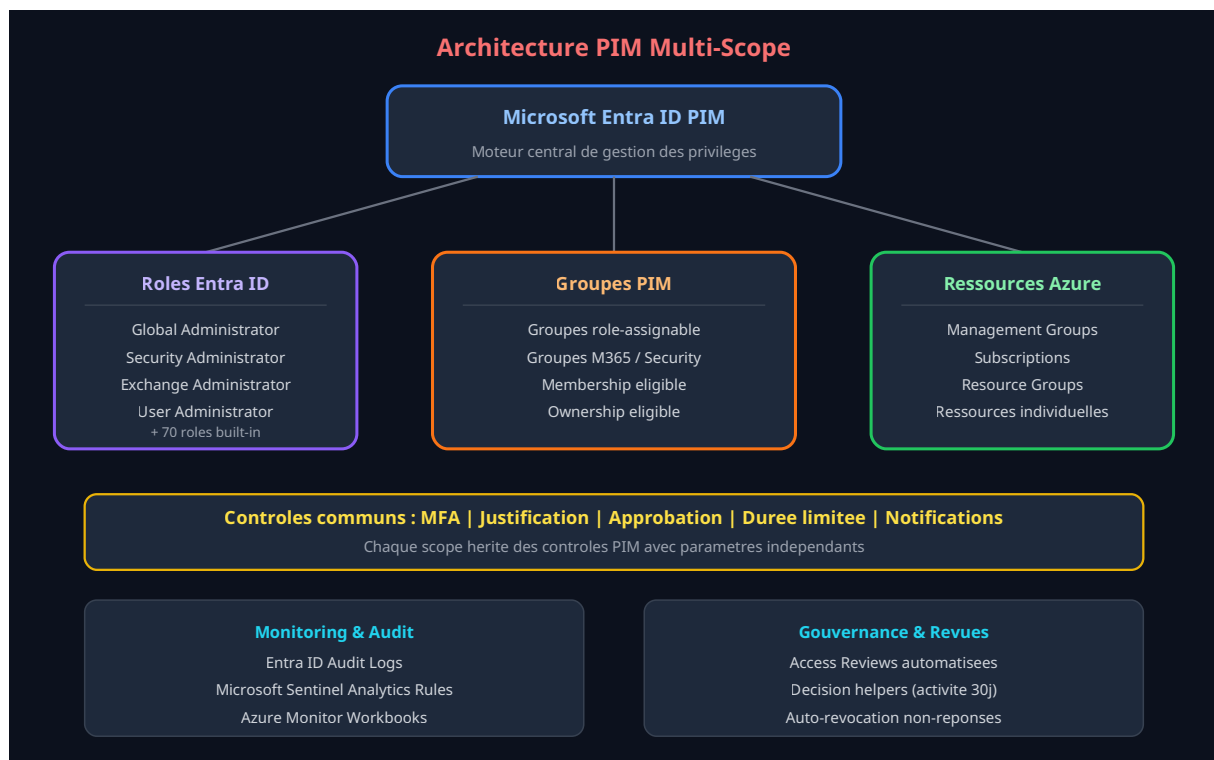 Architecture PIM Multi-Scope
Microsoft Entra ID PIM
Moteur central de gestion des privileges
Roles Entra ID
Global Administrator
Security Administrator
Exchange Administrator
User Administrator
+ 70 roles built-in
Groupes PIM
Groupes role-assignable
Groupes M365 / Security
Membership eligible
Ownership eligible
Ressources Azure
Management Groups
Subscriptions
Resource Groups
Ressources individuelles
Controles communs : MFA | Justification | Approbation | Duree limitee | Notifications
Chaque scope herite des controles PIM avec parametres independants
Monitoring & Audit
Entra ID Audit Logs
Microsoft Sentinel Analytics Rules
Azure Monitor Workbooks
Gouvernance & Revues
Access Reviews automatisees
Decision helpers (activite 30j)
Auto-revocation non-reponses